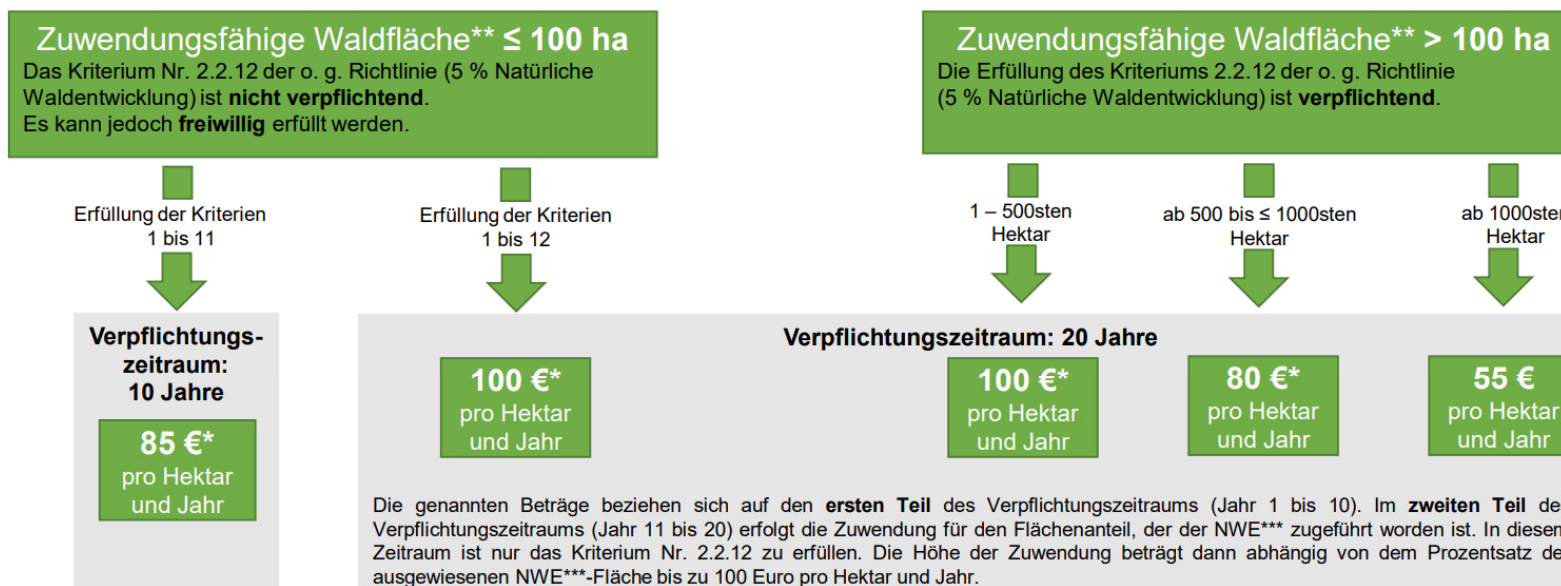 Zuwendungsfähige Waldfläche** ≤ 100 ha
Das Kriterium Nr. 2.2.12 der o. g. Richtlinie (5 % Natürliche
Waldentwicklung) ist nicht verpflichtend.
Es kann jedoch freiwillig erfüllt werden.
Zuwendungsfähige Waldfläche** > 100 ha
Die Erfüllung des Kriteriums 2.2.12 der o. g. Richtlinie
(5 % Natürliche Waldentwicklung) ist verpflichtend.
Erfüllung der Kriterien
1 bis 11
Erfüllung der Kriterien
1 bis 12
1 – 500sten
Hektar
ab 500 bis ≤ 1000sten
Hektar
ab 1000sten
Hektar
Verpflichtungs-
zeitraum:
10 Jahre
85 €*
pro Hektar
und Jahr
Verpflichtungszeitraum: 20 Jahre
100 €*
pro Hektar
und Jahr
100 €*
pro Hektar
und Jahr
80 €*
pro Hektar
und Jahr
55 €
pro Hektar
und Jahr
Die genannten Beträge beziehen sich auf den ersten Teil des Verpflichtungszeitraums (Jahr 1 bis 10). Im zweiten Teil de
Verpflichtungszeitraums (Jahr 11 bis 20) erfolgt die Zuwendung für den Flächenanteil, der der NWE*** zugeführt worden ist. In diesen
Zeitraum ist nur das Kriterium Nr. 2.2.12 zu erfüllen. Die Höhe der Zuwendung beträgt dann abhängig von dem Prozentsatz de
ausgewiesenen NWE***-Fläche bis zu 100 Euro pro Hektar und Jahr.